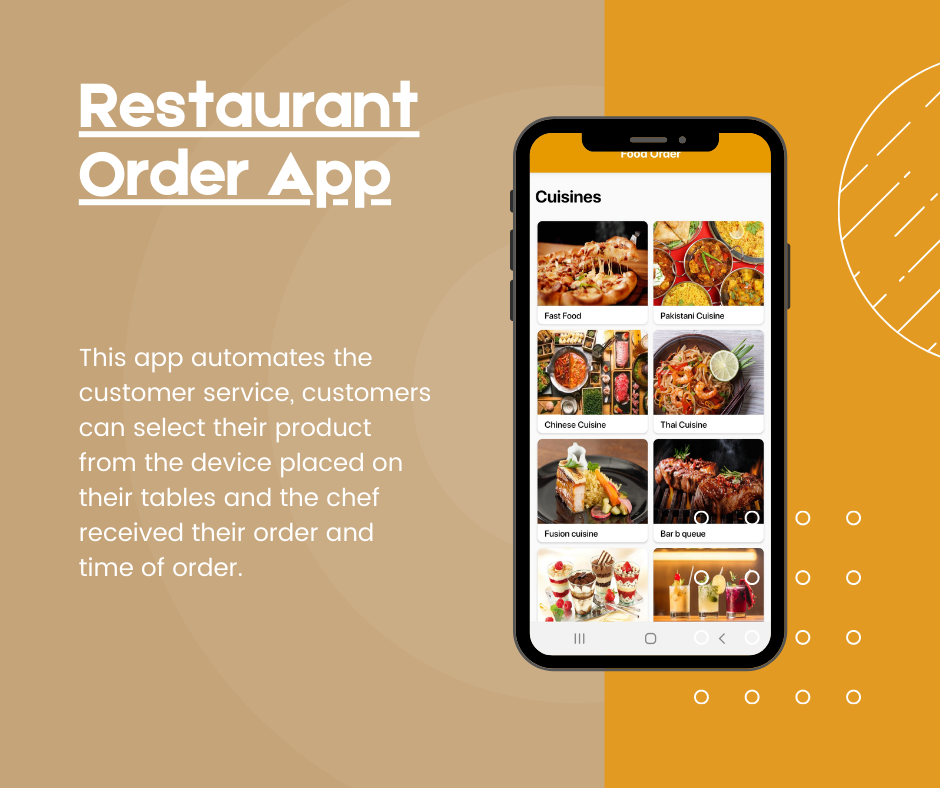 Restaurant
Order App
This app automates the
customer service, customers
can select their product
from the device placed on
their tables and the chef
received their order and
time of order.
Food Order
Cuisines
Fast Food
Pakistani Cuisine
Chinese Cuisine
Thai Cuisine
Fusion cuisine
Bar b queue